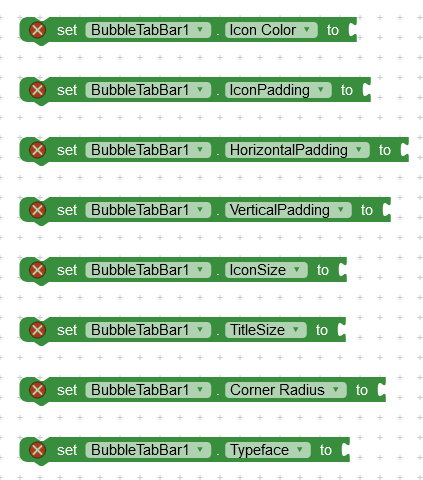 set BubbleTabBar1 . Icon Color to
set BubbleTabBar1 . IconPadding to
set BubbleTabBar1 . HorizontalPadding to
set BubbleTabBar1 . VerticalPadding to
set BubbleTabBar1 . IconSize to
set BubbleTabBar1 . TitleSize to
set BubbleTabBar1 . Corner Radius to
set BubbleTabBar1 . Typeface to